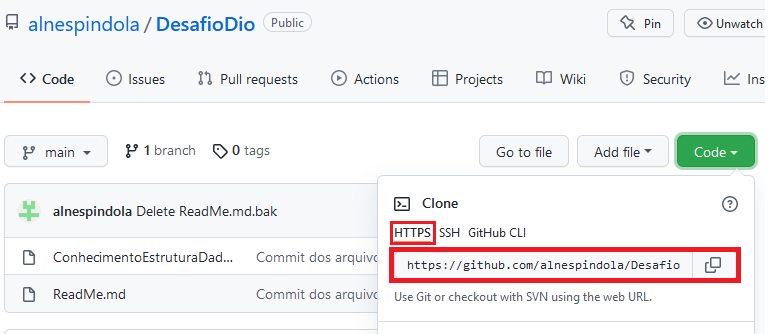 alnespindola / DesafioDio Public Pin Unwatch
Code Issues Pull requests Actions Projects Wiki Security Ins
main 1 branch 0 tags Go to file Add file Code
alnespindola Delete ReadMe.md.bak
ConhecimentoEstruturaDad... Commit dos arquivo
ReadMe.md Commit dos arquivo
Clone
HTTPS SSH GitHub CLI
https://github.com/alnespindola/Desafio
Use Git or checkout with SVN using the web URL.